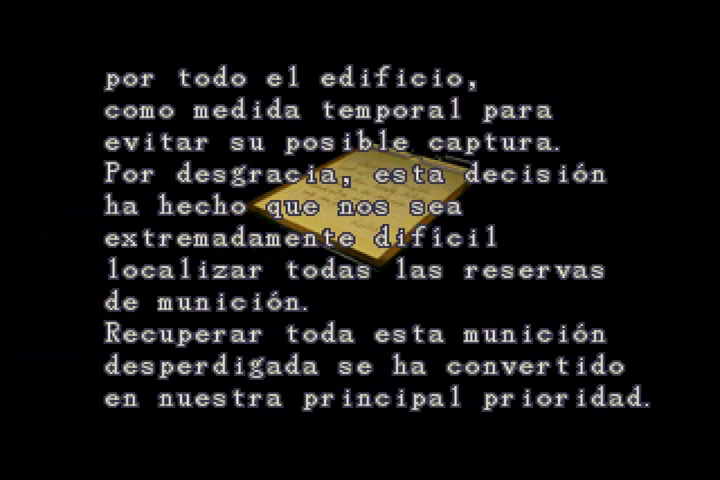 por todo el edificio,
como medida temporal para
evitar su posible captura.
Por desgracia, esta decisión
ha hecho que nos sea
extremadamente difícil
localizar todas las reservas
de munición.
Recuperar toda esta munición
desperdigada se ha convertido
en nuestra principal prioridad.